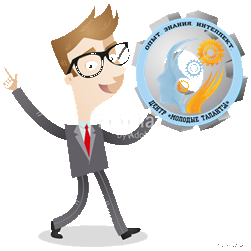 ОПЫТ ЗНАНИЯ ИНТЕЛЛЕКТ
ЦЕНТР «МОЛОДЫЕ ТАЛАНТЫ»